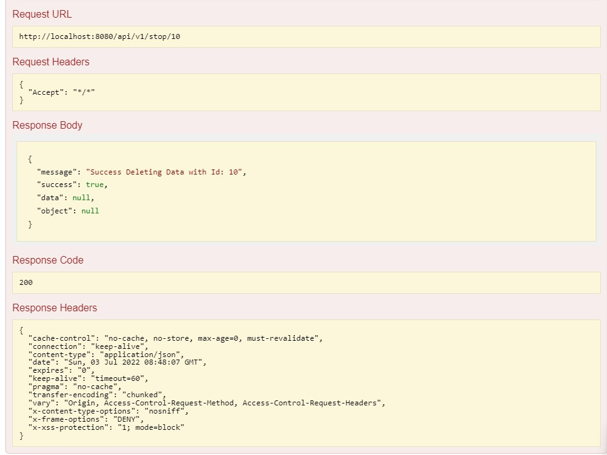 Request URL
http://localhost:8080/api/v1/stop/10
Request Headers
{
"Accept": "*/*"
}
Response Body
{
"message": "Success Deleting Data with Id: 10",
"success": true,
"data": null,
"object": null
}
Response Code
200
Response Headers
{
"cache-control": "no-cache, no-store, max-age=0, must-revalidate",
"connection": "keep-alive",
"content-type": "application/json",
"date": "Sun, 03 Jul 2022 08:48:07 GMT",
"expires": "0",
"keep-alive": "timeout=60",
"pragma": "no-cache",
"transfer-encoding": "chunked",
"vary": "Origin, Access-Control-Request-Method, Access-Control-Request-Headers",
"x-content-type-options": "nosniff",
"x-frame-options": "DENY",
"x-xss-protection": "1; mode=block"
}